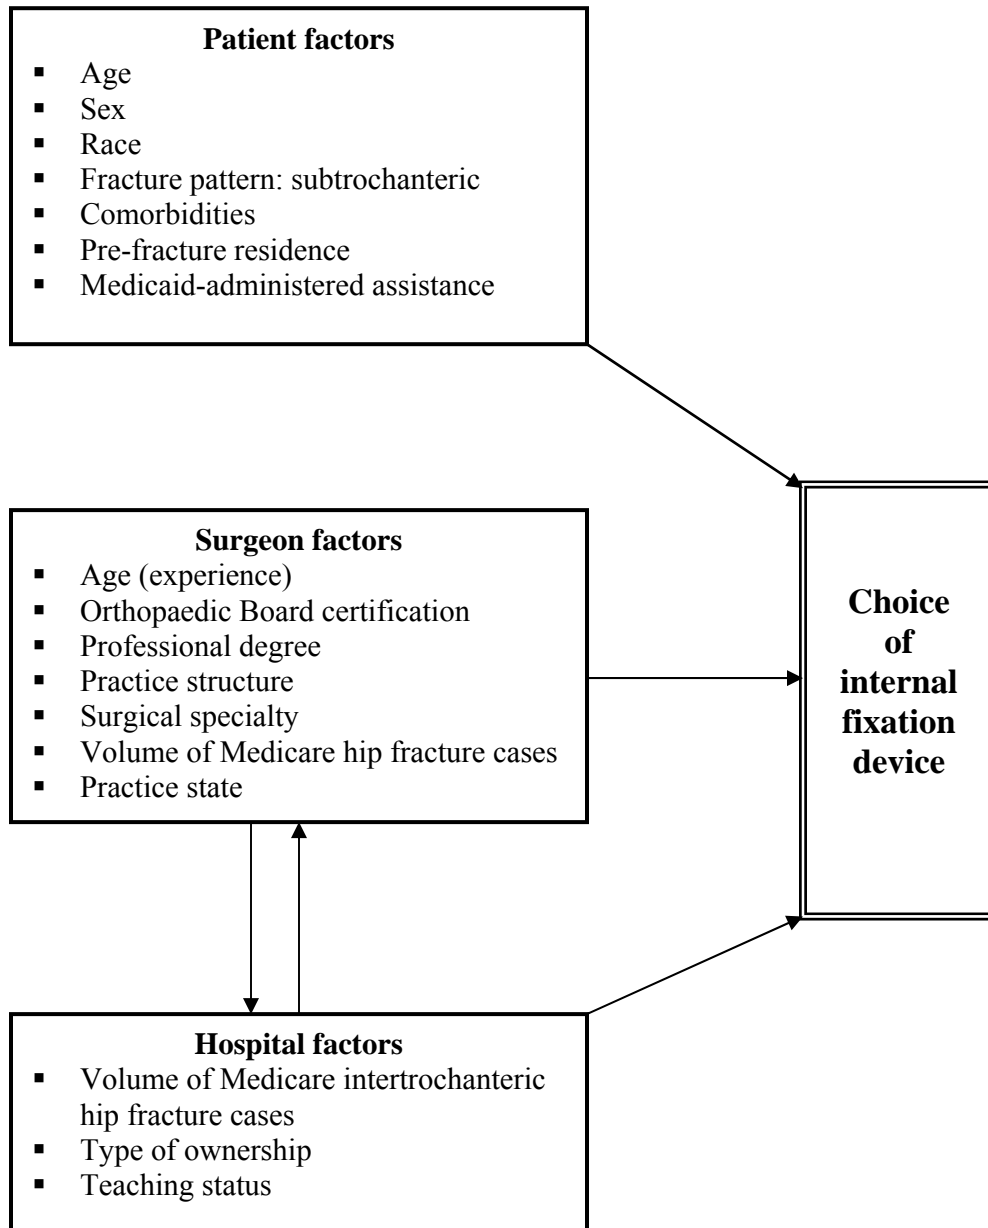 Patient factors
▪ Age
▪ Sex
▪ Race
▪ Fracture pattern: subtrochanteric
▪ Comorbidities
▪ Pre-fracture residence
▪ Medicaid-administered assistance
Surgeon factors
▪ Age (experience)
▪ Orthopaedic Board certification
▪ Professional degree
▪ Practice structure
▪ Surgical specialty
▪ Volume of Medicare hip fracture cases
▪ Practice state
Choice
of
internal
fixation
device
Hospital factors
▪ Volume of Medicare intertrochanteric
hip fracture cases
▪ Type of ownership
▪ Teaching status